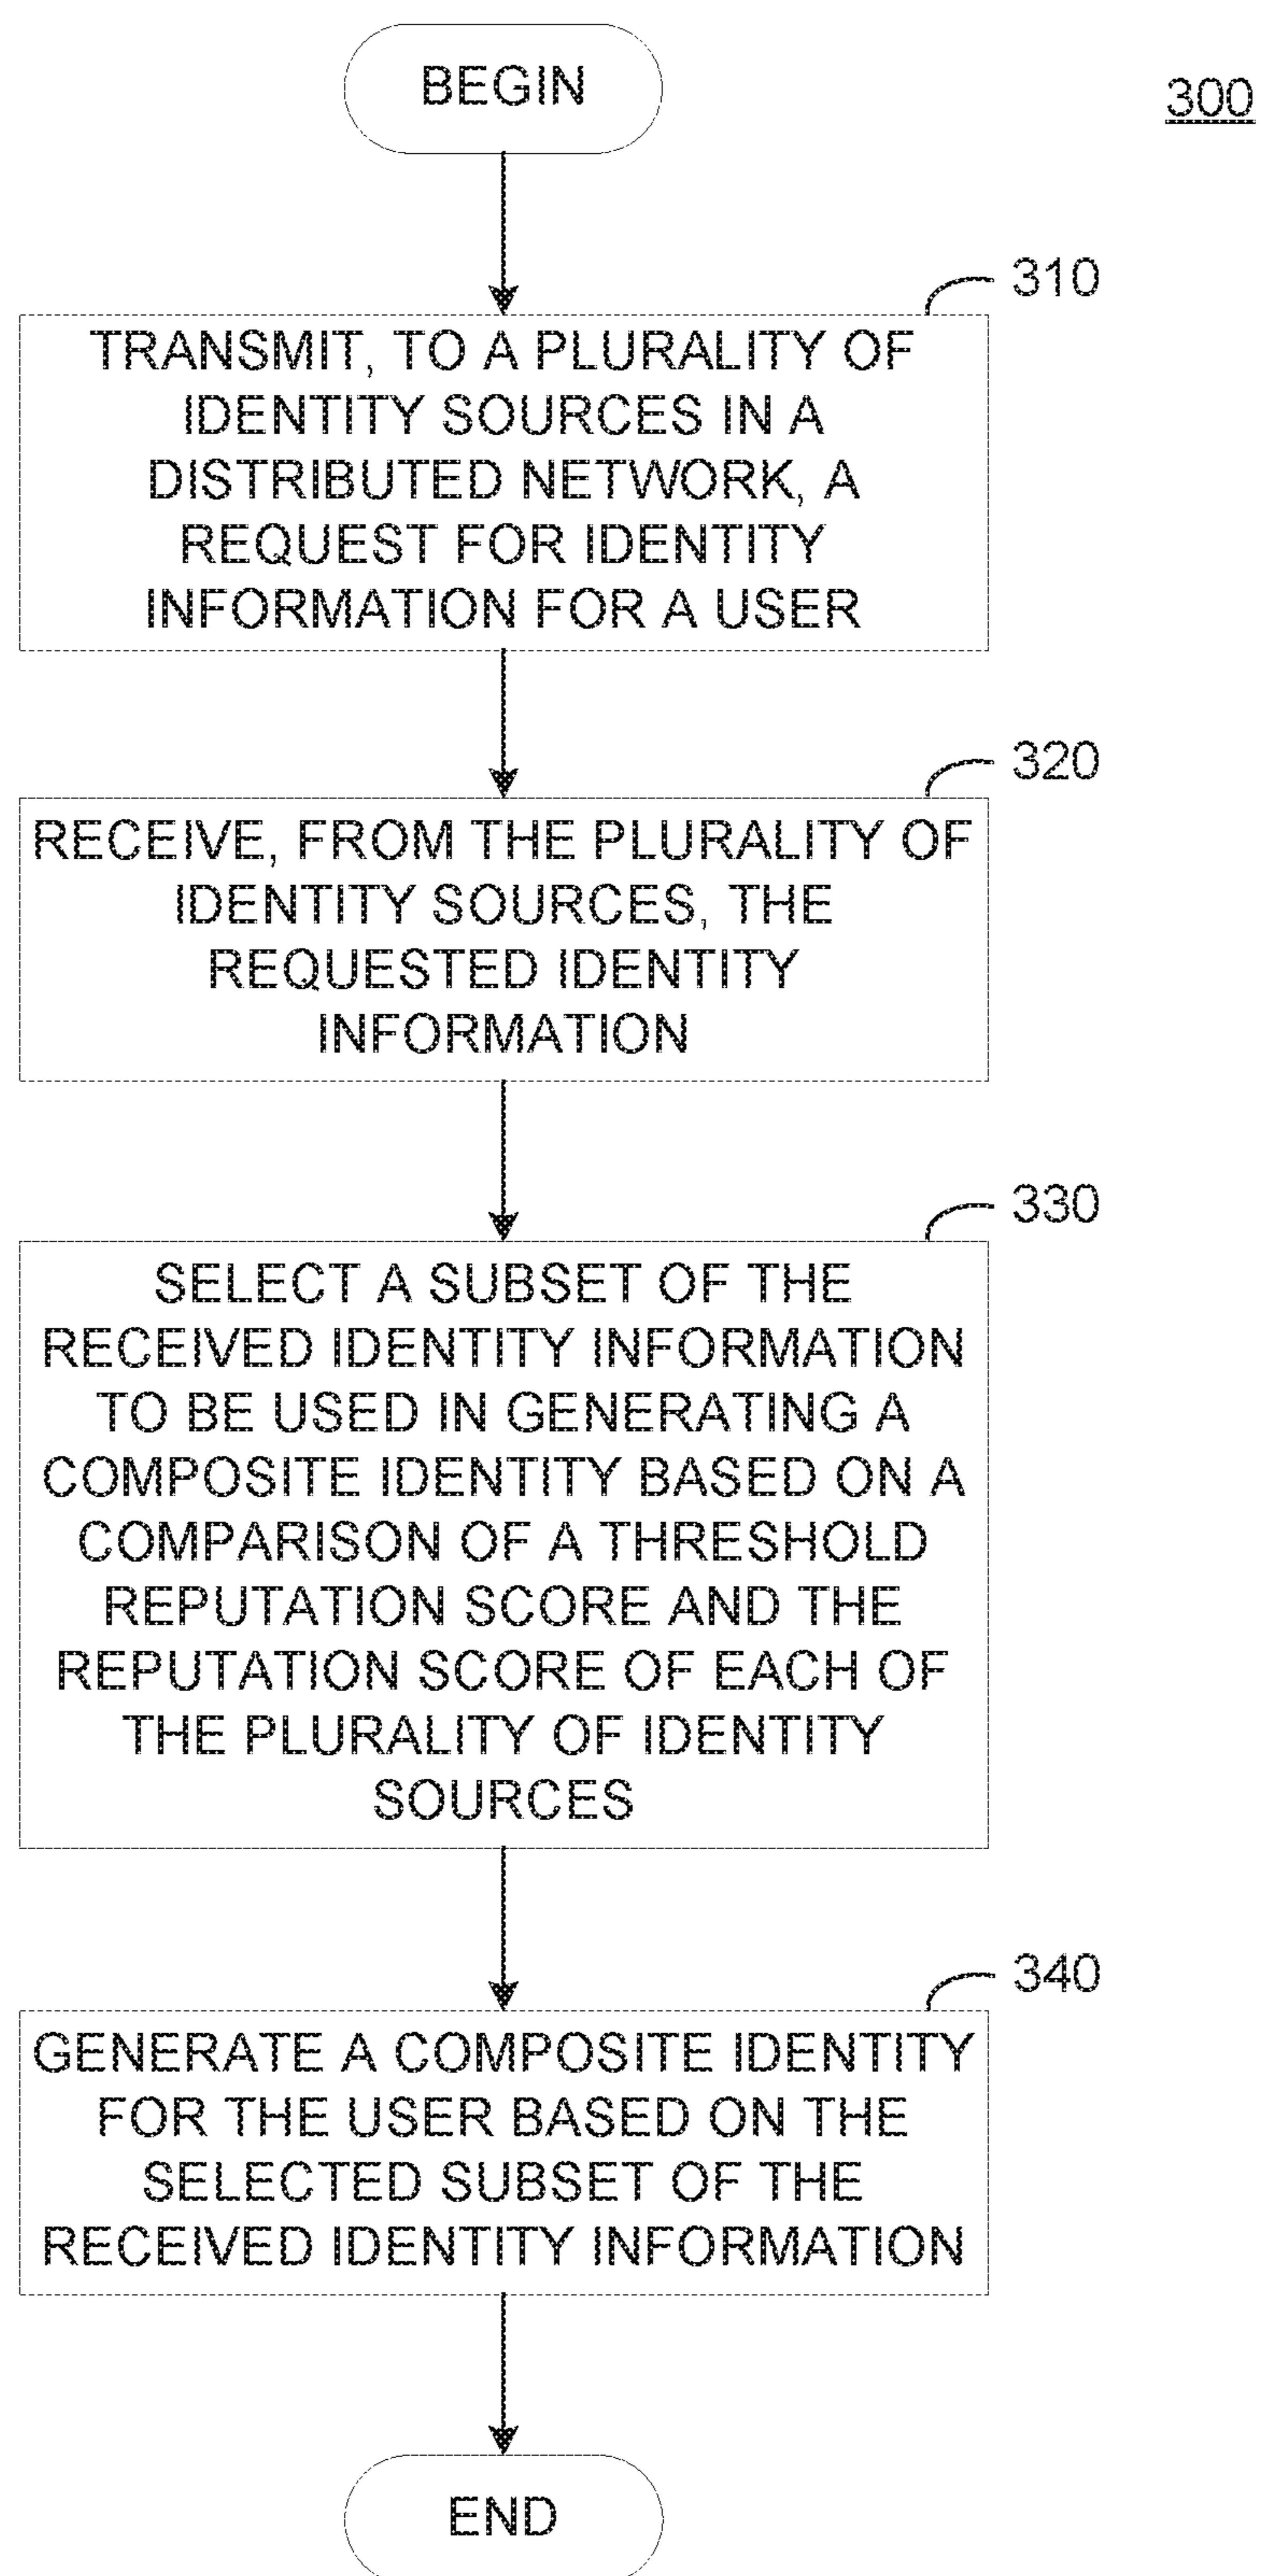 BEGIN
300
310
TRANSMIT, TO A PLURALITY OF
IDENTITY SOURCES IN A
DISTRIBUTED NETWORK, A
REQUEST FOR IDENTITY
INFORMATION FOR A USER
320
RECEIVE, FROM THE PLURALITY OF
IDENTITY SOURCES, THE
REQUESTED IDENTITY
INFORMATION
330
SELECT A SUBSET OF THE
RECEIVED IDENTITY INFORMATION
TO BE USED IN GENERATING A
COMPOSITE IDENTITY BASED ON A
COMPARISON OF A THRESHOLD
REPUTATION SCORE AND THE
REPUTATION SCORE OF EACH OF
THE PLURALITY OF IDENTITY
SOURCES
340
GENERATE A COMPOSITE IDENTITY
FOR THE USER BASED ON THE
SELECTED SUBSET OF THE
RECEIVED IDENTITY INFORMATION
END